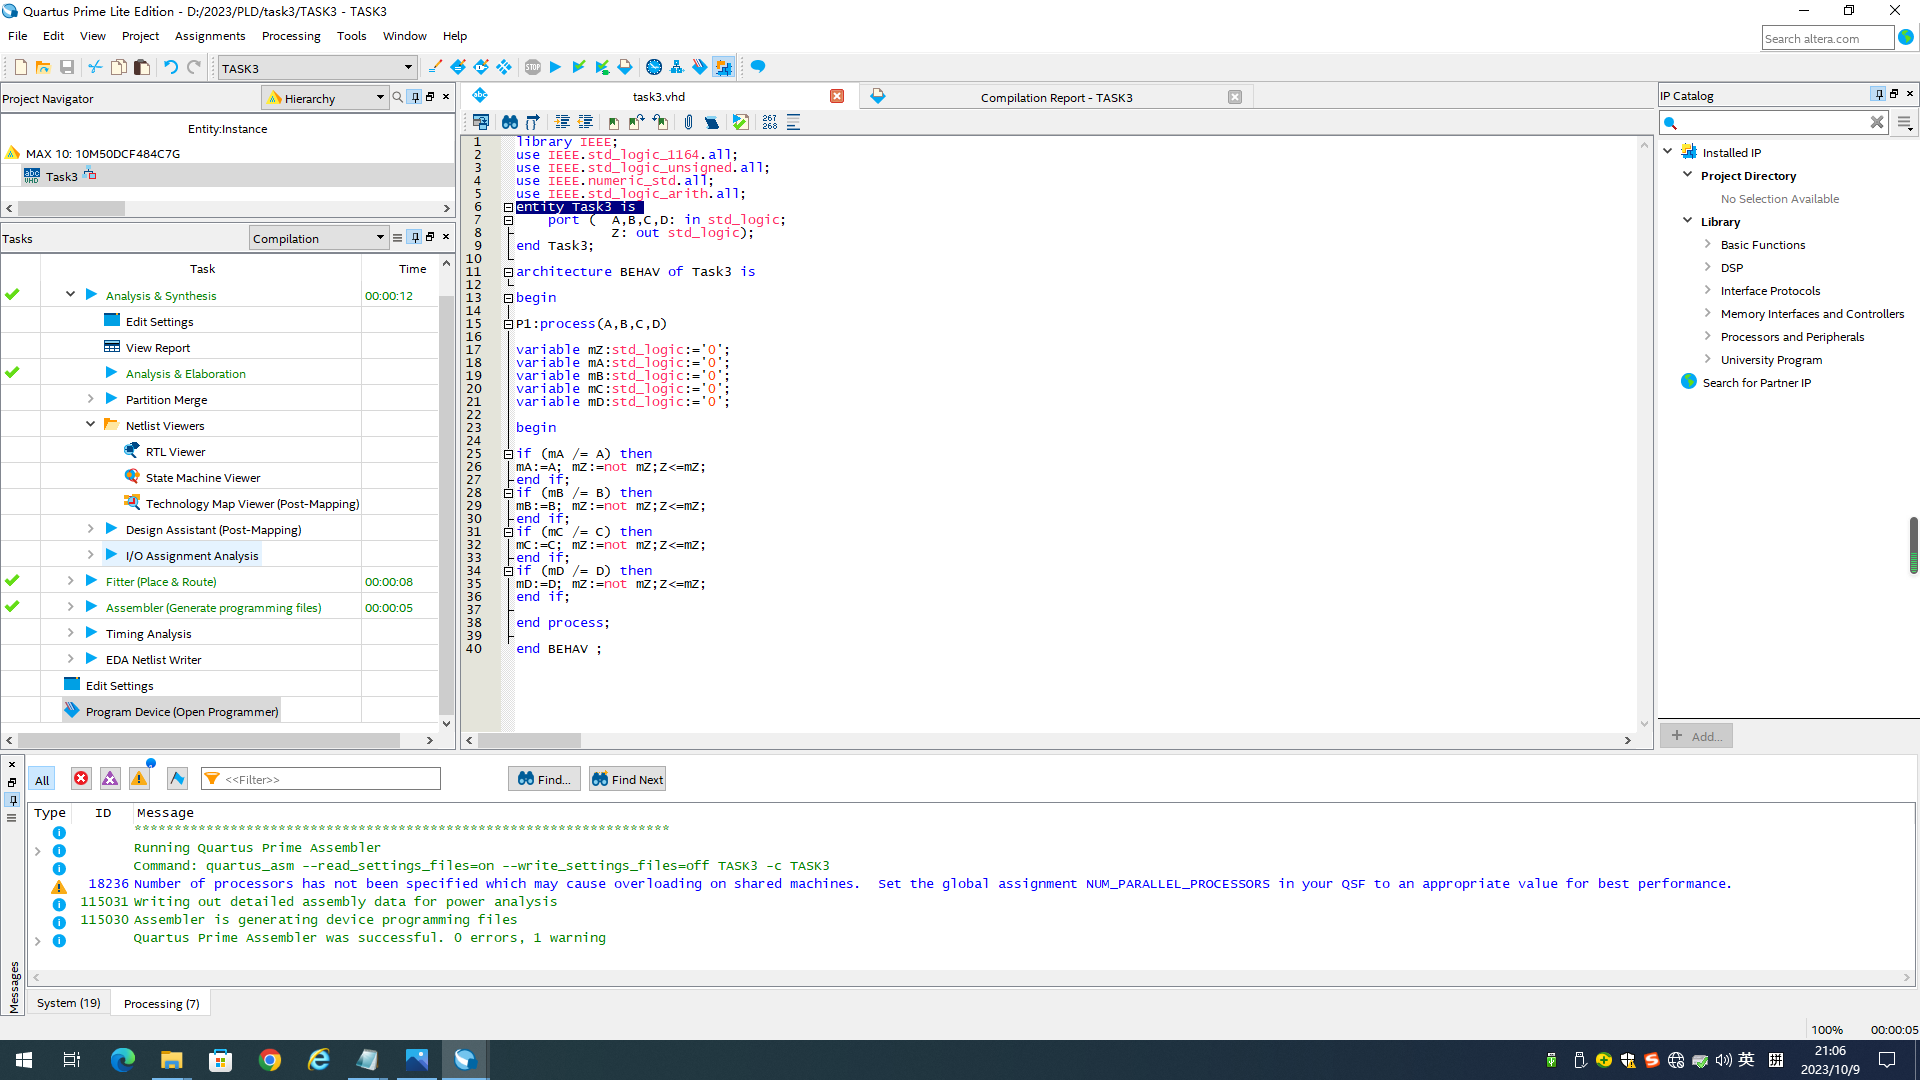 Quartus Prime Lite Edition - D:/2023/PLD/task3/TASK3 - TASK3
File Edit View Project Assignments Processing Tools Window Help
Search altera.com
TASK3
STOP
Project Navigator
Hierarchy
Entity:Instance
MAX 10: 10M50DCF484C7G
abc VHD Task3
Tasks
Compilation
Task Time
Analysis & Synthesis 00:00:12
Edit Settings
View Report
Analysis & Elaboration
Partition Merge
Netlist Viewers
RTL Viewer
State Machine Viewer
Technology Map Viewer (Post-Mapping)
Design Assistant (Post-Mapping)
I/O Assignment Analysis
Fitter (Place & Route) 00:00:08
Assembler (Generate programming files) 00:00:05
Timing Analysis
EDA Netlist Writer
Edit Settings
Program Device (Open Programmer)
abc task3.vhd
Compilation Report - TASK3
267 268
1 library IEEE;
2 use IEEE.std_logic_1164.all;
3 use IEEE.std_logic_unsigned.all;
4 use IEEE.numeric_std.all;
5 use IEEE.std_logic_arith.all;
6 entity Task3 is
7 port ( A,B,C,D: in std_logic;
8 Z: out std_logic);
9 end Task3;
10
11 architecture BEHAV of Task3 is
12
13 begin
14
15 P1:process(A,B,C,D)
16
17 variable mZ:std_logic:='0';
18 variable mA:std_logic:='0';
19 variable mB:std_logic:='0';
20 variable mC:std_logic:='0';
21 variable mD:std_logic:='0';
22
23 begin
24
25 if (mA /= A) then
26 mA:=A; mZ:=not mZ;Z<=mZ;
27 end if;
28 if (mB /= B) then
29 mB:=B; mZ:=not mZ;Z<=mZ;
30 end if;
31 if (mC /= C) then
32 mC:=C; mZ:=not mZ;Z<=mZ;
33 end if;
34 if (mD /= D) then
35 mD:=D; mZ:=not mZ;Z<=mZ;
36 end if;
37
38 end process;
39
40 end BEHAV ;
IP Catalog
Installed IP
Project Directory
No Selection Available
Library
Basic Functions
DSP
Interface Protocols
Memory Interfaces and Controllers
Processors and Peripherals
University Program
Search for Partner IP
+ Add...
All
<<Filter>>
Find...
Find Next
Type ID Message
*******************************************************************
Running Quartus Prime Assembler
Command: quartus_asm --read_settings_files=on --write_settings_files=off TASK3 -c TASK3
18236 Number of processors has not been specified which may cause overloading on shared machines.  Set the global assignment NUM_PARALLEL_PROCESSORS in your QSF to an appropriate value for best performance.
115031 Writing out detailed assembly data for power analysis
115030 Assembler is generating device programming files
Quartus Prime Assembler was successful. 0 errors, 1 warning
Messages
System (19)
Processing (7)
100% 00:00:05
英
拼
21:06
2023/10/9